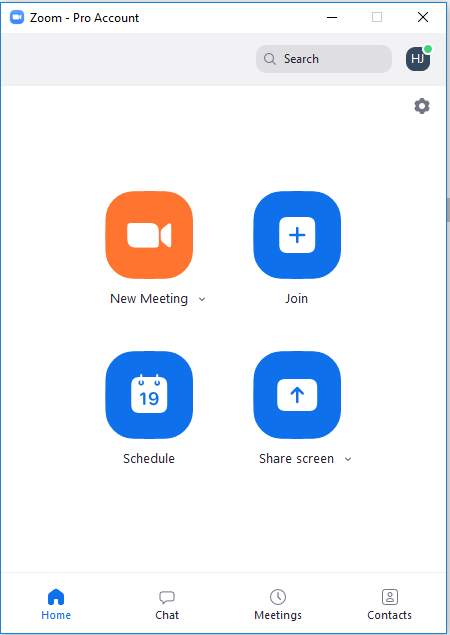 Zoom - Pro Account
Search
HJ
New Meeting
Join
19
Schedule
Share screen
Home
Chat
Meetings
Contacts